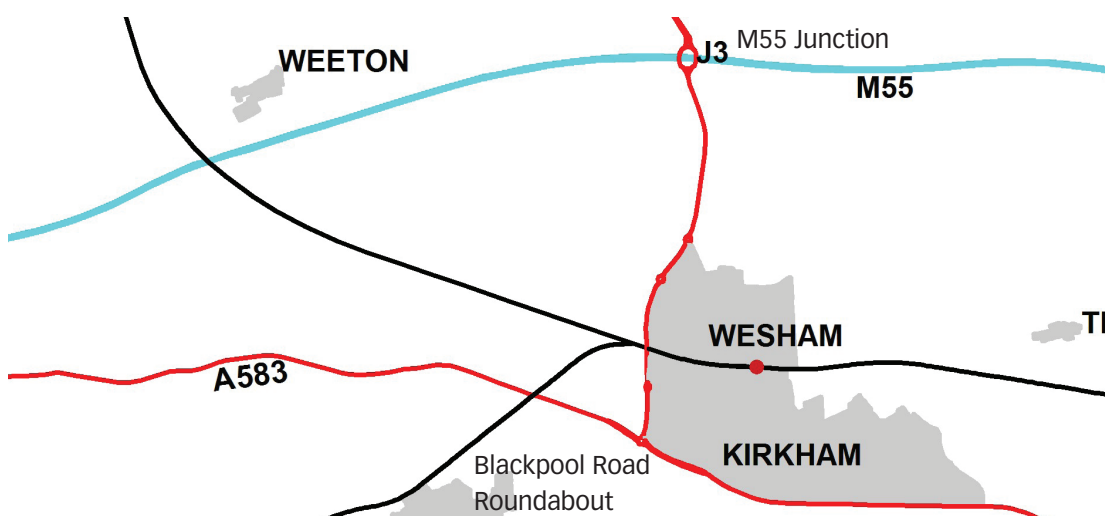 M55 Junction
J3
WEETON
M55
WESHAM
A583
KIRKHAM
Blackpool Road
Roundabout